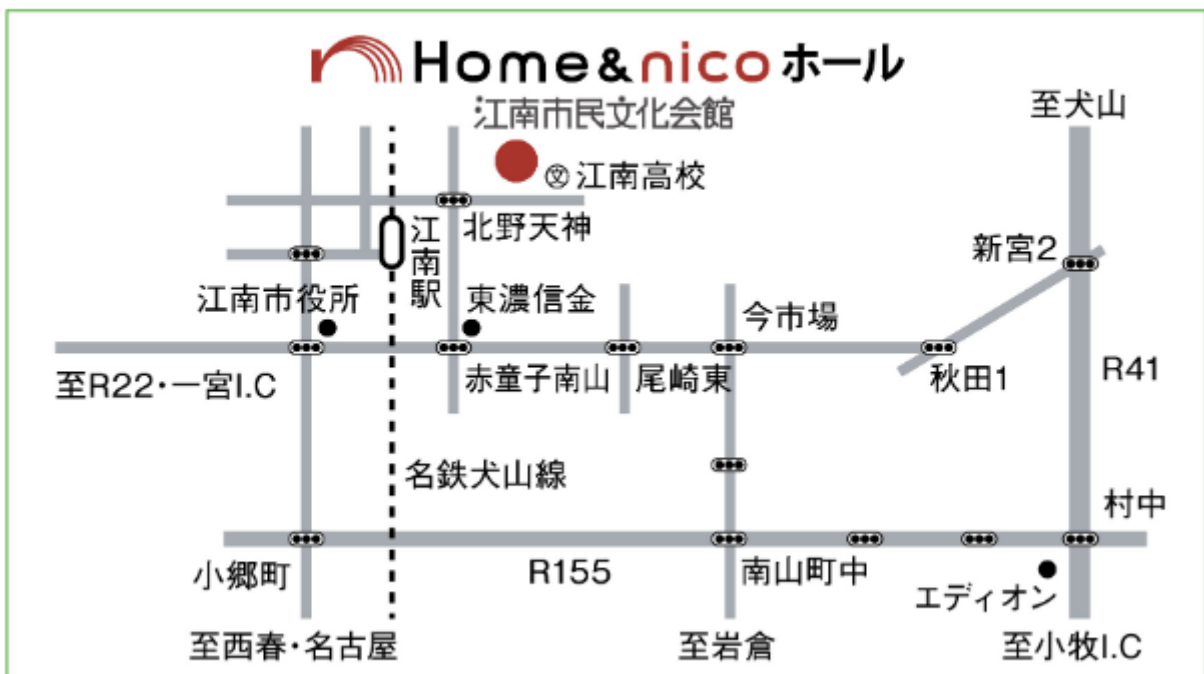 Home&nicoホール
江南市民文化会館
至犬山
㊫江南高校
北野天神
江南駅
新宮2
江南市役所
東濃信金
今市場
至R22・一宮I.C
赤童子南山
尾崎東
秋田1
R41
名鉄犬山線
村中
小郷町
R155
南山町中
エディオン
至西春・名古屋
至岩倉
至小牧I.C